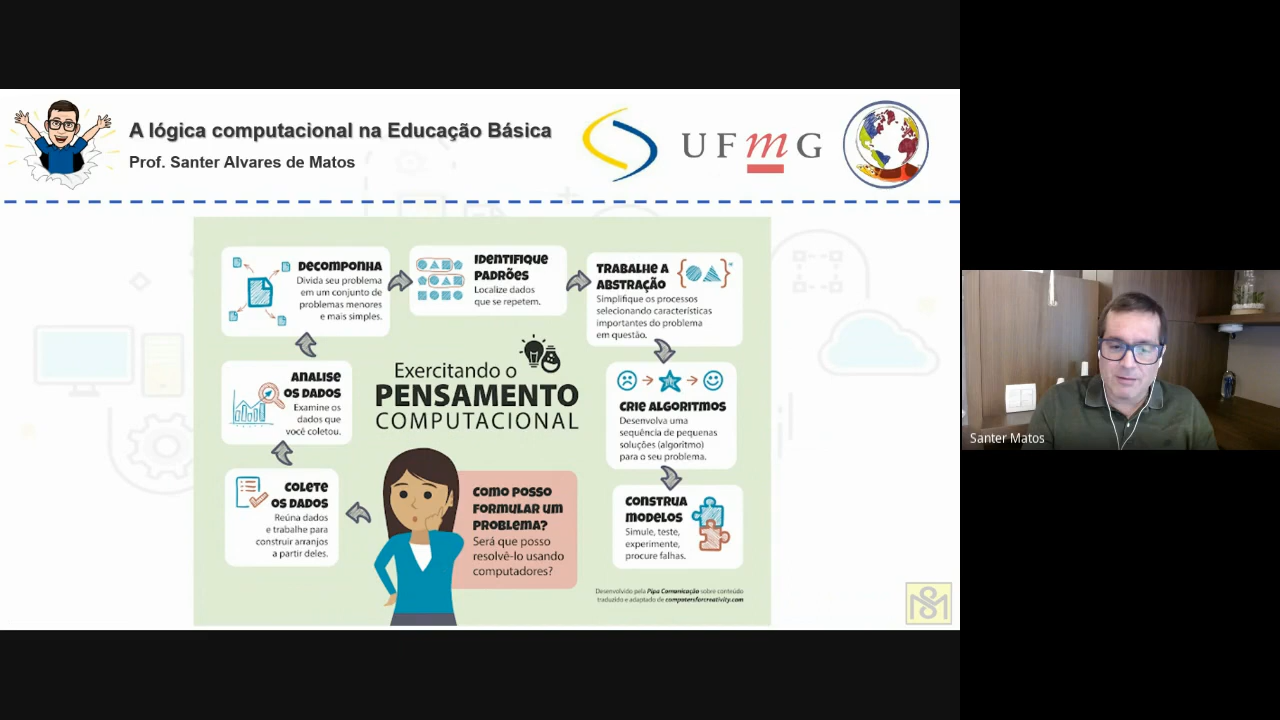 A lógica computacional na Educação Básica
Prof. Santer Alvares de Matos
UFmG
DECOMPONHA
Divida seu problema
em um conjunto de
problemas menores
e mais simples.
IDENTIFIQUE
PADRÕES
Localize dados
que se repetem.
TRABALHE A
ABSTRAÇÃO
Simplifique os processos
selecionando características
importantes do problema
em questão.
ANALISE
OS DADOS
Examine os
dados que
você coletou.
Exercitando o
PENSAMENTO
COMPUTACIONAL
CRIE ALGORITMOS
Desenvolva uma
sequência de pequenas
soluções (algoritmo)
para o seu problema.
COLETE
OS DADOS
Reúna dados
e trabalhe para
construir arranjos
a partir deles.
COMO POSSO
FORMULAR UM
PROBLEMA?
Será que posso
resolvê-lo usando
computadores?
CONSTRUA
MODELOS
Simule, teste,
experimente,
procure falhas.
Desenvolvido pela Pipa Comunicação sobre conteúdo
traduzido e adaptado de computersforcreativity.com
Santer Matos